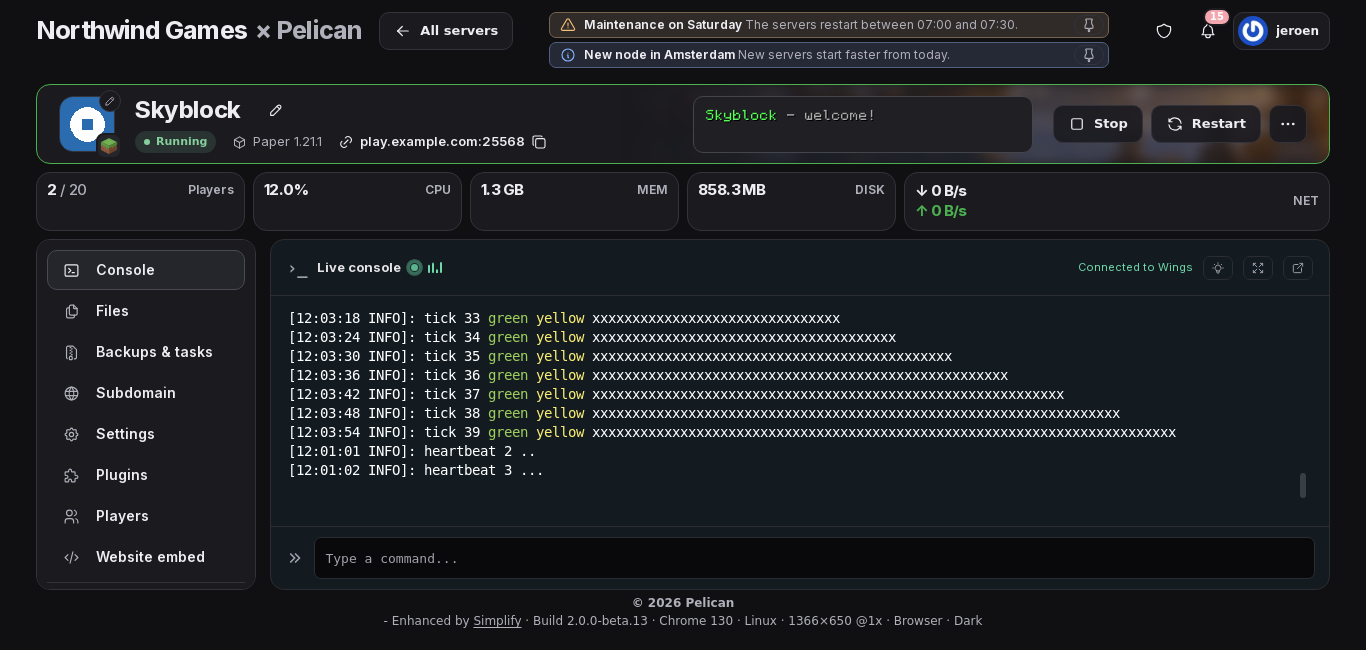 Northwind Games × Pelican
All servers
Maintenance on Saturday The servers restart between 07:00 and 07:30.
New node in Amsterdam New servers start faster from today.
15
jeroen
Skyblock
Running
Paper 1.21.1
play.example.com:25568
Skyblock – welcome!
Stop
Restart
2 / 20 Players
12.0% CPU
1.3 GB MEM
858.3 MB DISK
↓ 0 B/s
↑ 0 B/s
NET
Console
Files
Backups & tasks
Subdomain
Settings
Plugins
Players
Website embed
Live console
Connected to Wings
[12:03:18 INFO]: tick 33 green yellow xxxxxxxxxxxxxxxxxxxxxxxxxxxxxxx
[12:03:24 INFO]: tick 34 green yellow xxxxxxxxxxxxxxxxxxxxxxxxxxxxxxxxxxxxxx
[12:03:30 INFO]: tick 35 green yellow xxxxxxxxxxxxxxxxxxxxxxxxxxxxxxxxxxxxxxxxxxxxx
[12:03:36 INFO]: tick 36 green yellow xxxxxxxxxxxxxxxxxxxxxxxxxxxxxxxxxxxxxxxxxxxxxxxxxxxx
[12:03:42 INFO]: tick 37 green yellow xxxxxxxxxxxxxxxxxxxxxxxxxxxxxxxxxxxxxxxxxxxxxxxxxxxxxxxxxxx
[12:03:48 INFO]: tick 38 green yellow xxxxxxxxxxxxxxxxxxxxxxxxxxxxxxxxxxxxxxxxxxxxxxxxxxxxxxxxxxxxxxxxxx
[12:03:54 INFO]: tick 39 green yellow xxxxxxxxxxxxxxxxxxxxxxxxxxxxxxxxxxxxxxxxxxxxxxxxxxxxxxxxxxxxxxxxxxxxxxxxx
[12:01:01 INFO]: heartbeat 2 ..
[12:01:02 INFO]: heartbeat 3 ...
Type a command...
© 2026 Pelican
- Enhanced by Simplify · Build 2.0.0-beta.13 · Chrome 130 · Linux · 1366×650 @1x · Browser · Dark